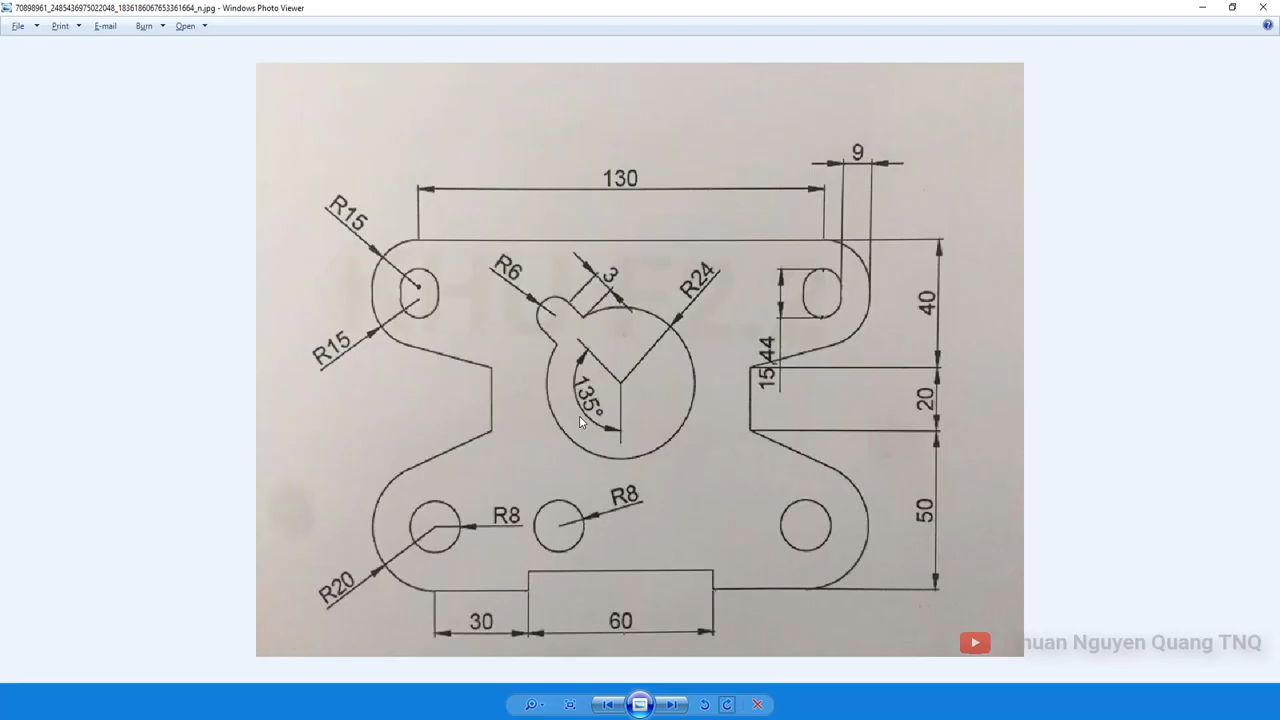 70898961_2485436975022048_1836186067653361664_n.jpg - Windows Photo Viewer
File Print E-mail Burn Open
9
130
R15
R6
3
R24
40
R15
15,44
135°
20
R8
R8
50
R20
30
60
Nguyen Quang TNQ